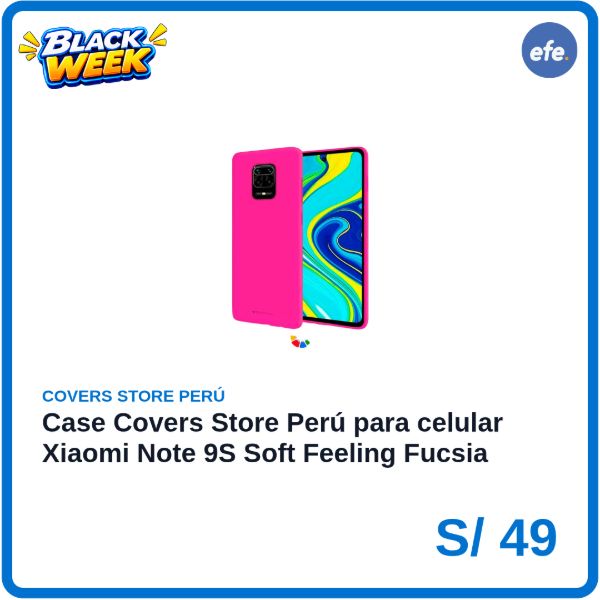 BLACK
WEEK
efe.
COVERS STORE PERÚ
Case Covers Store Perú para celular
Xiaomi Note 9S Soft Feeling Fucsia
S/ 49